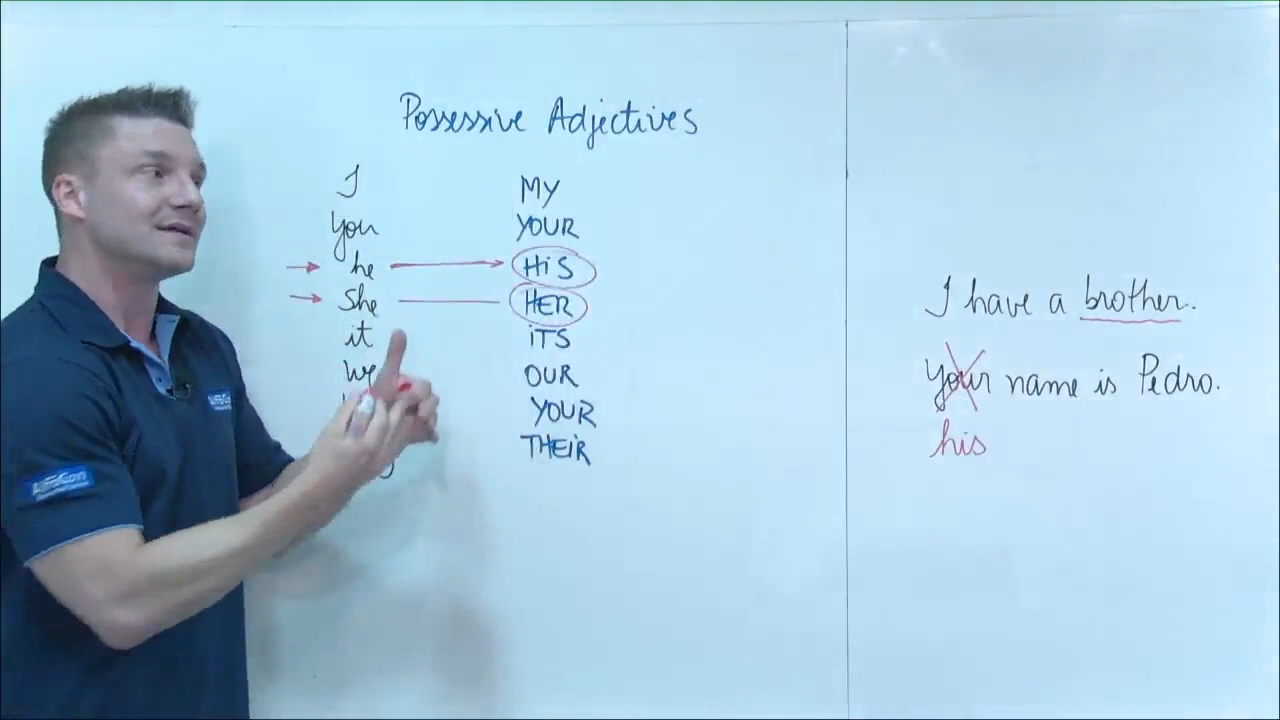 Possessive Adjectives
I MY
you YOUR
he HiS
She HER
it iTS
we OUR
YOUR
THEiR
I have a brother.
Your name is Pedro.
his
AlfaCon